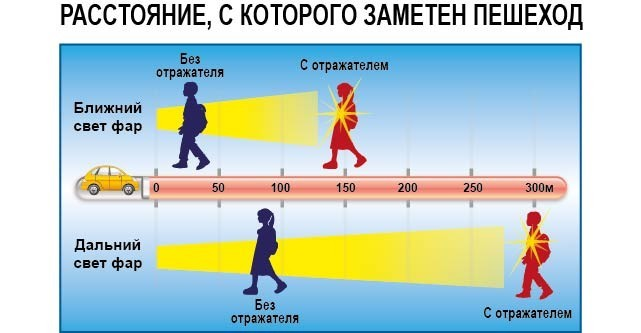 РАССТОЯНИЕ, С КОТОРОГО ЗАМЕТЕН ПЕШЕХОД
Без
отражателя
С отражателем
Ближний
свет фар
0 50 100 150 200 250 300м
Дальний
свет фар
Без
отражателя
С отражателем